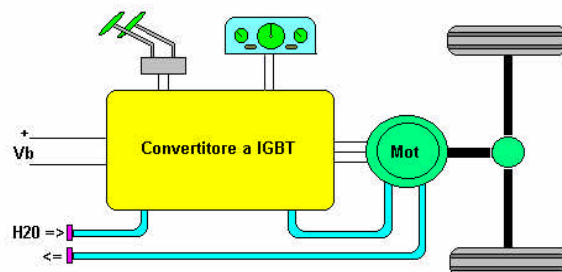 +
Vb
Convertitore a IGBT
Mot
H20 =>
<=